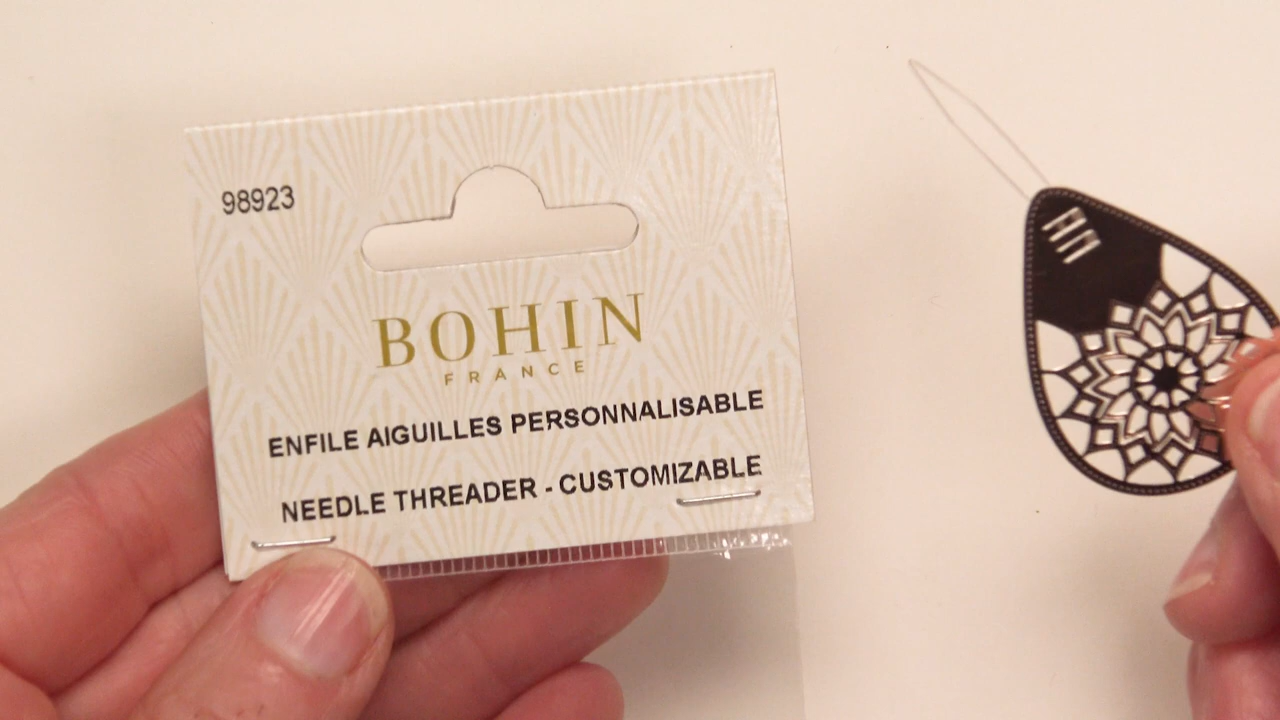 98923
BOHIN
FRANCE
ENFILE AIGUILLES PERSONNALISABLE
NEEDLE THREADER - CUSTOMIZABLE